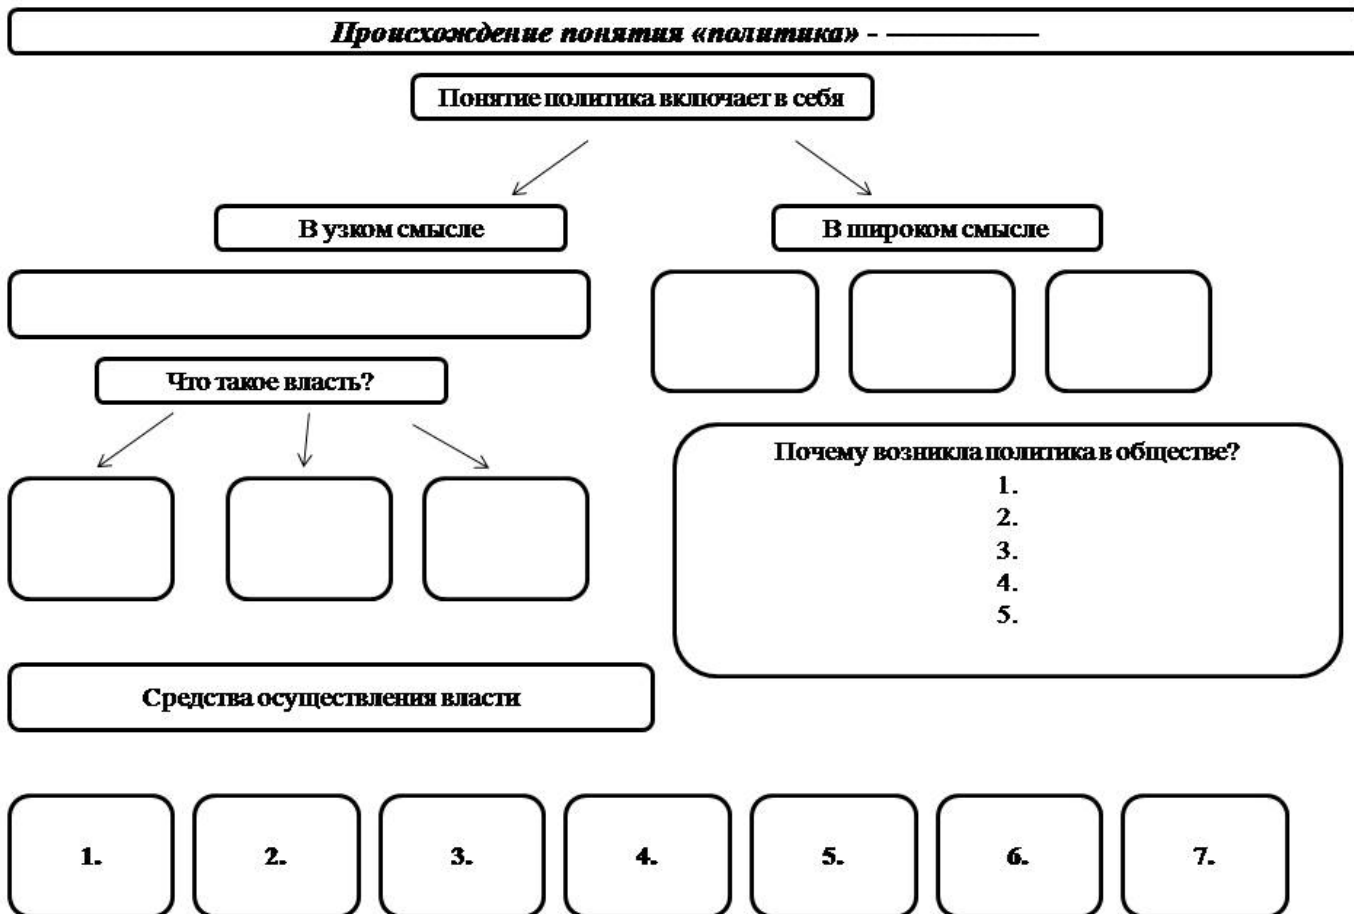 Происхождение понятия «политика» - ————
Понятие политика включает в себя
В узком смысле
В широком смысле
Что такое власть?
Почему возникла политика в обществе?
1.
2.
3.
4.
5.
Средства осуществления власти
1.
2.
3.
4.
5.
6.
7.